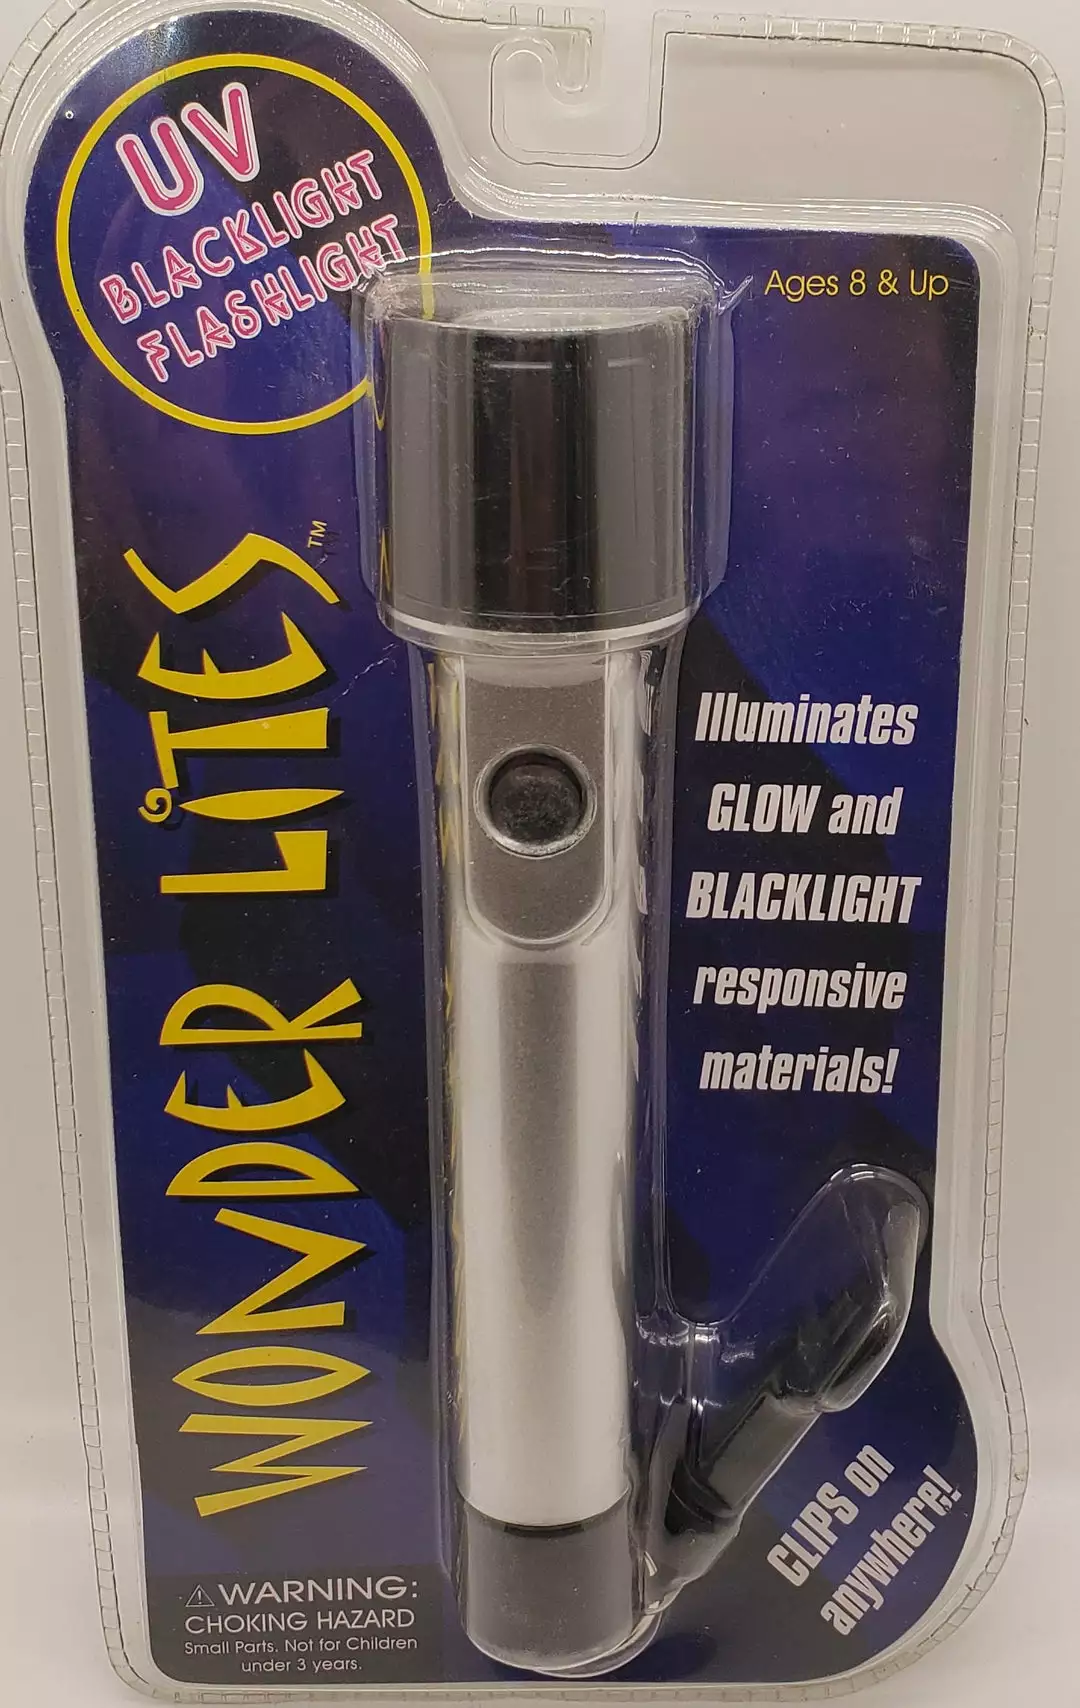 UV
BLACKLIGHT
FLASHLIGHT
Ages 8 & Up
WONDER LiTES™
Illuminates
GLOW and
BLACKLIGHT
responsive
materials!
CLIPS on
anywhere!
⚠ WARNING:
CHOKING HAZARD
Small Parts. Not for Children
under 3 years.